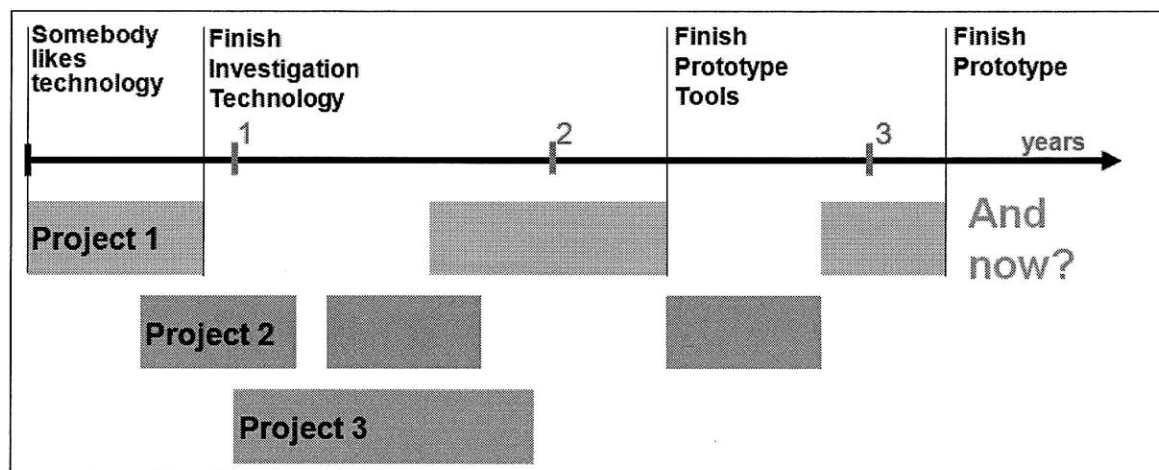 Somebody
likes
technology
Finish
Investigation
Technology
Finish
Prototype
Tools
Finish
Prototype
1
2
3
years
Project 1
And
now?
Project 2
Project 3